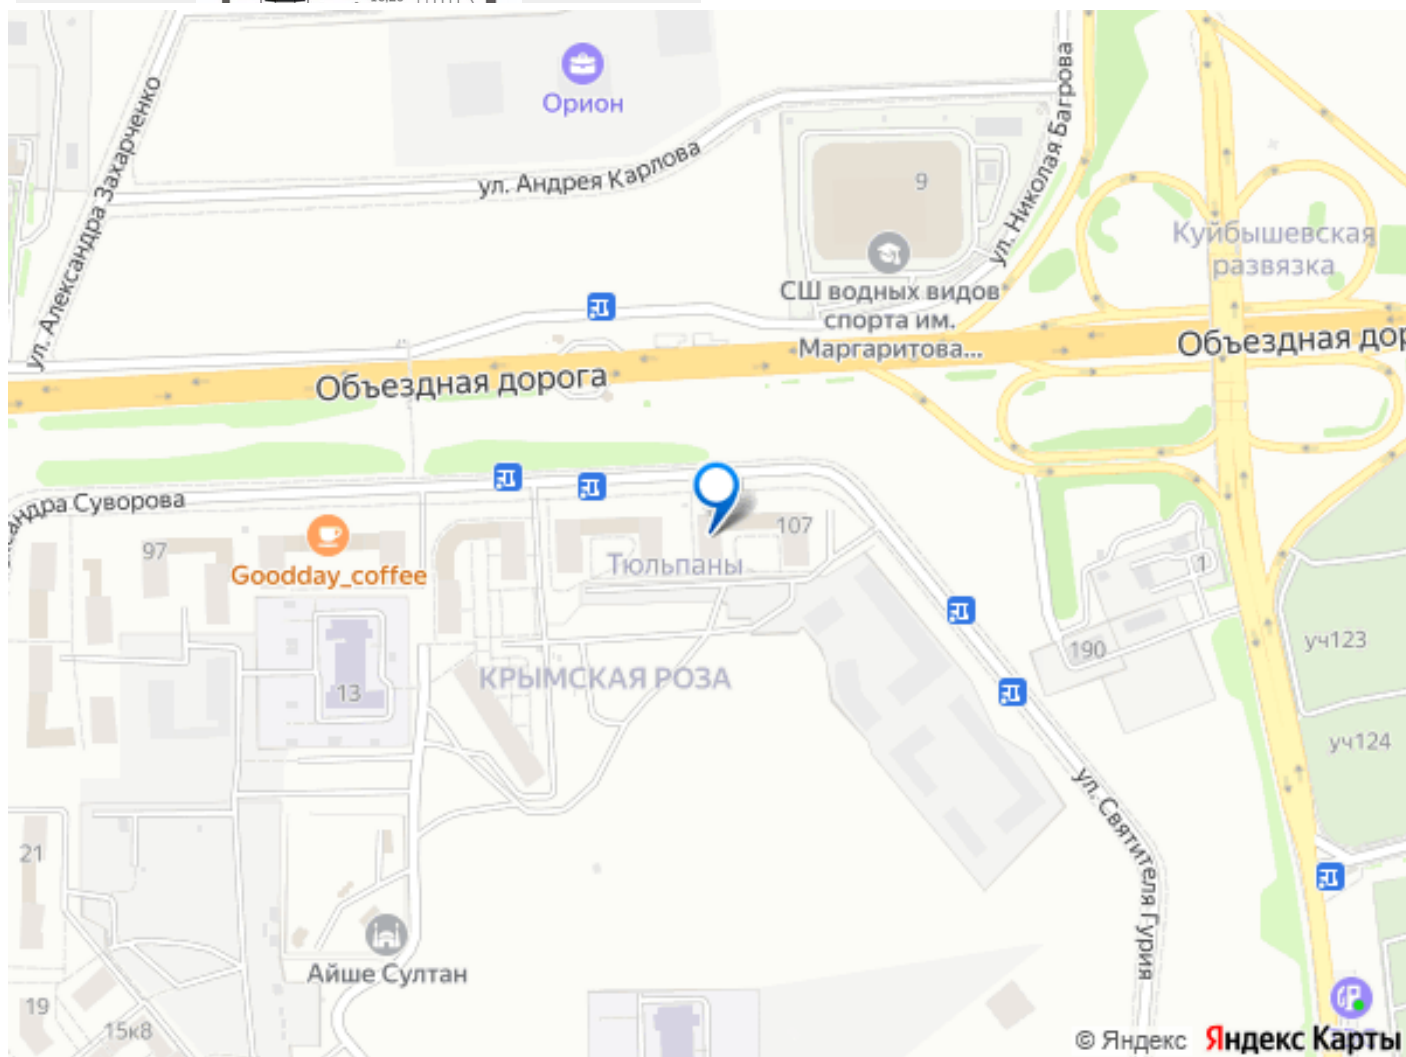 Орион
ул. Александра Захарченко
ул. Андрея Карлова
ул. Николая Багрова
9
Куйбышевская
развязка
СШ водных видов
спорта им.
Маргаритова...
Объездная дорога
Объездная дор
ксандра Суворова
97
Goodday_coffee
107
Тюльпаны
1
190
уч123
13
КРЫМСКАЯ РОЗА
уч124
ул. Святителя Гурия
21
Айше Султан
19
15к8
© Яндекс Яндекс Карты